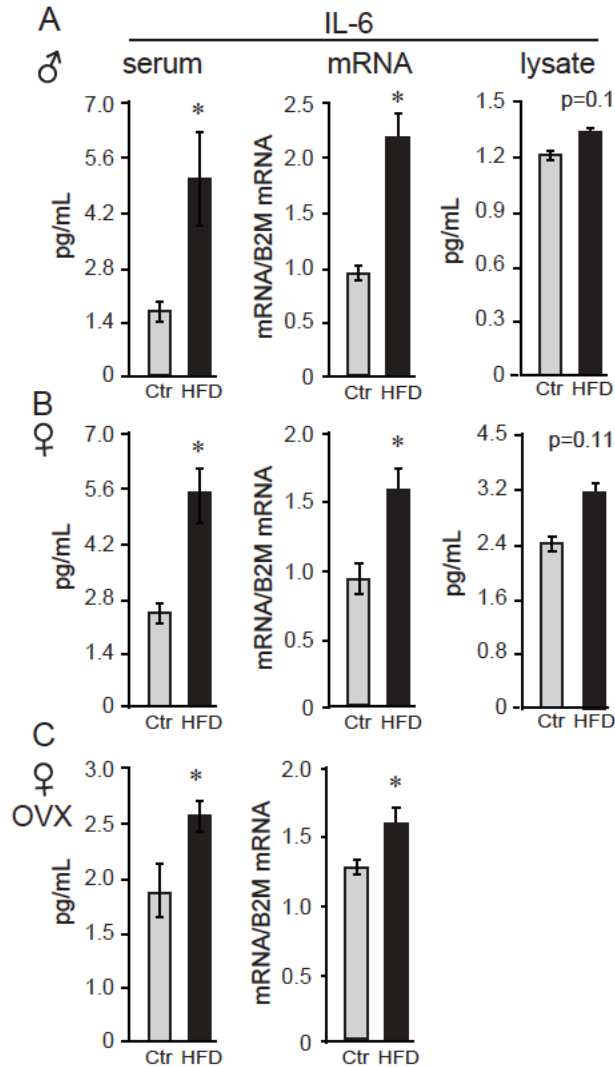 A
IL-6
♂
serum
mRNA
lysate
7.0
5.6
4.2
2.8
1.4
0
pg/mL
*
Ctr HFD
2.5
2.0
1.5
1.0
0.5
mRNA/B2M mRNA
*
Ctr HFD
1.5
1.2
0.9
0.6
0.3
0
pg/mL
p=0.1
Ctr HFD
B
♀
7.0
5.6
4.2
2.8
1.4
0
pg/mL
*
Ctr HFD
2.0
1.5
1.0
0.5
0
mRNA/B2M mRNA
*
Ctr HFD
4.5
3.2
2.4
1.6
0.8
0
pg/mL
p=0.11
Ctr HFD
C
♀
OVX
3.0
2.5
2.0
1.5
1.0
0
pg/mL
*
Ctr HFD
2.0
1.5
1.0
0.5
0
mRNA/B2M mRNA
*
Ctr HFD